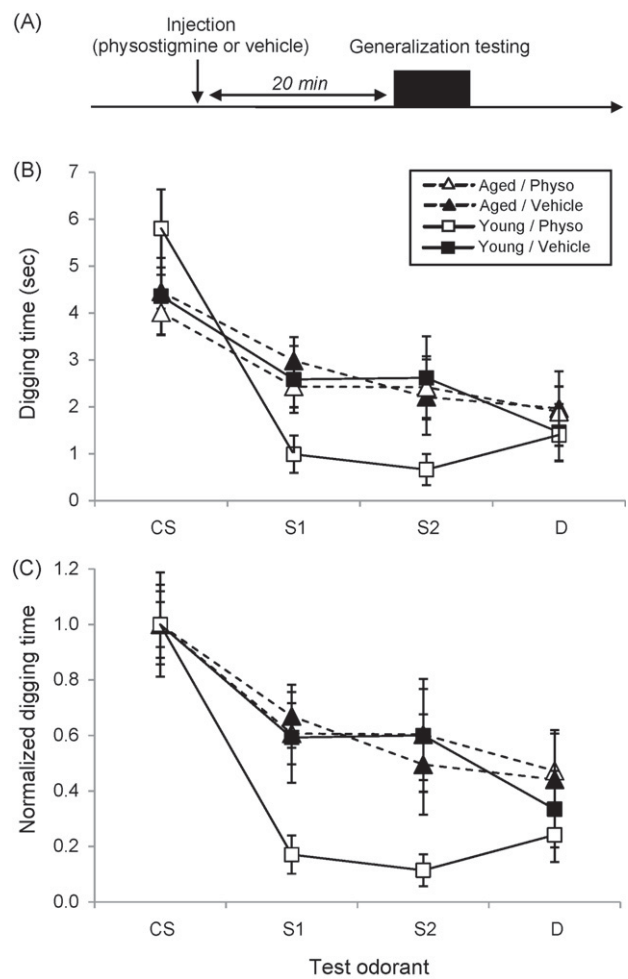 (A)
Injection
(physostigmine or vehicle)
Generalization testing
20 min
(B)
7
6
5
4
3
2
1
0
Digging time (sec)
Aged / Physo
Aged / Vehicle
Young / Physo
Young / Vehicle
CS S1 S2 D
(C)
1.2
1.0
0.8
0.6
0.4
0.2
0.0
Normalized digging time
CS S1 S2 D
Test odorant